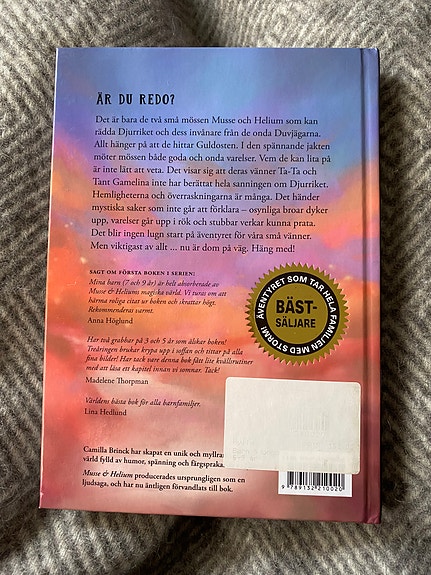 ÄR DU REDO?
Det är bara de två små mössen Musse och Helium som kan
rädda Djurriket och dess invånare från de onda Duvjägarna.
Allt hänger på att de hittar Guldosten. I den spännande jakten
möter mössen både goda och onda varelser. Vem de kan lita på
är inte lätt att veta. Det visar sig att deras vänner Ta-Ta och
Tant Gamelina inte har berättat hela sanningen om Djurriket.
Hemligheterna och överraskningarna är många. Det händer
mystiska saker som inte går att förklara – osynliga broar dyker
upp, varelser går upp i rök och stubbar verkar kunna prata.
Det blir ingen lugn start på äventyret för våra små vänner.
Men viktigast av allt ... nu är dom på väg. Häng med!
SAGT OM FÖRSTA BOKEN I SERIEN:
Mina barn (7 och 9 år) är helt absorberade av
Musse & Heliums magiska värld. Vi turas om att
härma roliga citat ur boken och skrattar högt.
Rekommenderas varmt.
Anna Höglund
Har två grabbar på 3 och 5 år som älskar boken!
Treåringen brukar krypa upp i soffan och tittar på alla
fina bilder! Har tack vare denna bok fått lite kvällsrutiner
med att läsa ett kapitel innan vi somnar. Tack!
Madelene Thorpman
Världens bästa bok för alla barnfamiljer.
Lina Hedlund
ÄVENTYRET SOM TAR HELA FAMILJEN MED STORM!
BÄST-
SÄLJARE
Camilla Brinck har skapat en unik och myllran
värld fylld av humor, spänning och färgspraka
Musse & Helium producerades ursprungligen som en
ljudsaga, och har nu äntligen förvandlats till bok.
9 789132 210020